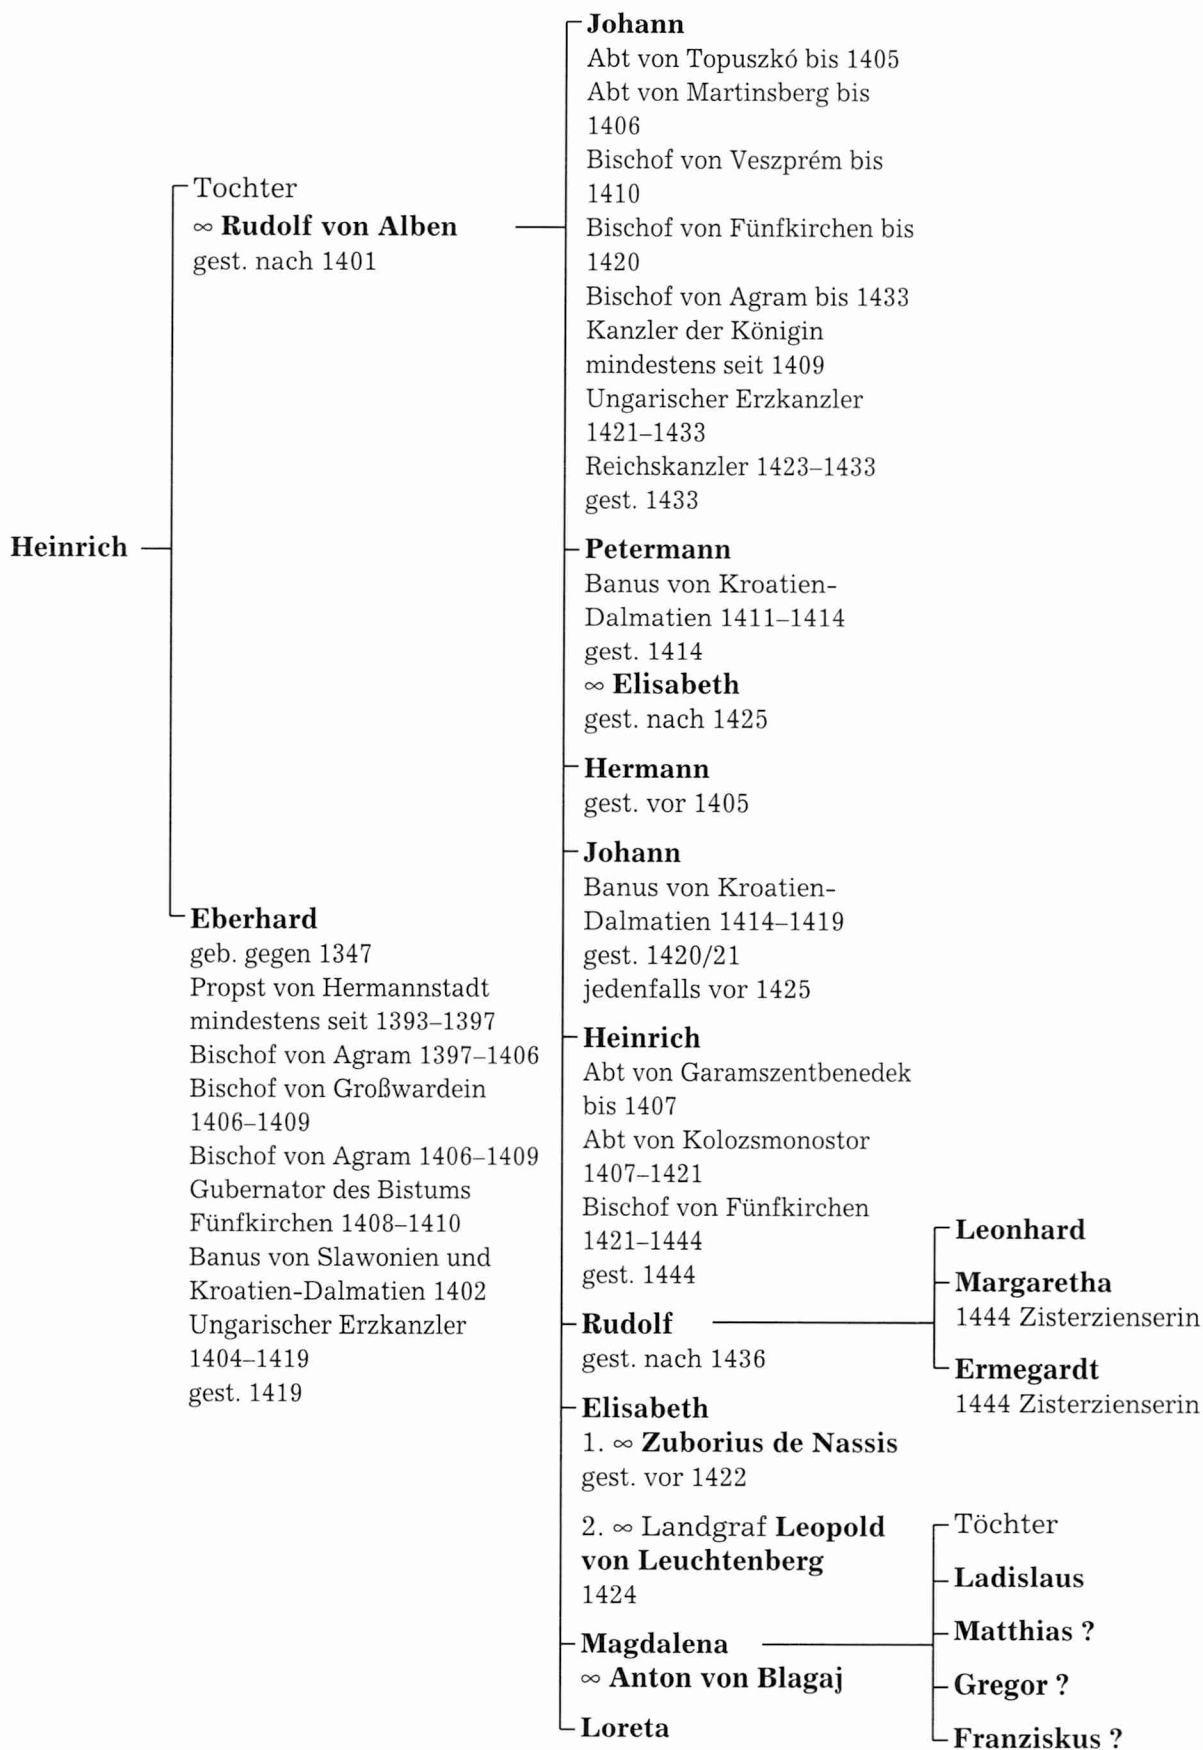 Heinrich
Tochter
∞ Rudolf von Alben
gest. nach 1401
Eberhard
geb. gegen 1347
Propst von Hermannstadt
mindestens seit 1393–1397
Bischof von Agram 1397–1406
Bischof von Großwardein
1406–1409
Bischof von Agram 1406–1409
Gubernator des Bistums
Fünfkirchen 1408–1410
Banus von Slawonien und
Kroatien-Dalmatien 1402
Ungarischer Erzkanzler
1404–1419
gest. 1419
Johann
Abt von Topuszkó bis 1405
Abt von Martinsberg bis
1406
Bischof von Veszprém bis
1410
Bischof von Fünfkirchen bis
1420
Bischof von Agram bis 1433
Kanzler der Königin
mindestens seit 1409
Ungarischer Erzkanzler
1421–1433
Reichskanzler 1423–1433
gest. 1433
Petermann
Banus von Kroatien-
Dalmatien 1411–1414
gest. 1414
∞ Elisabeth
gest. nach 1425
Hermann
gest. vor 1405
Johann
Banus von Kroatien-
Dalmatien 1414–1419
gest. 1420/21
jedenfalls vor 1425
Heinrich
Abt von Garamszentbenedek
bis 1407
Abt von Kolozsmonostor
1407–1421
Bischof von Fünfkirchen
1421–1444
gest. 1444
Rudolf
gest. nach 1436
Elisabeth
1. ∞ Zuborius de Nassis
gest. vor 1422
2. ∞ Landgraf Leopold
von Leuchtenberg
1424
Magdalena
∞ Anton von Blagaj
Loreta
Leonhard
Margaretha
1444 Zisterzienserin
Ermegardt
1444 Zisterzienserin
Töchter
Ladislaus
Matthias ?
Gregor ?
Franziskus ?